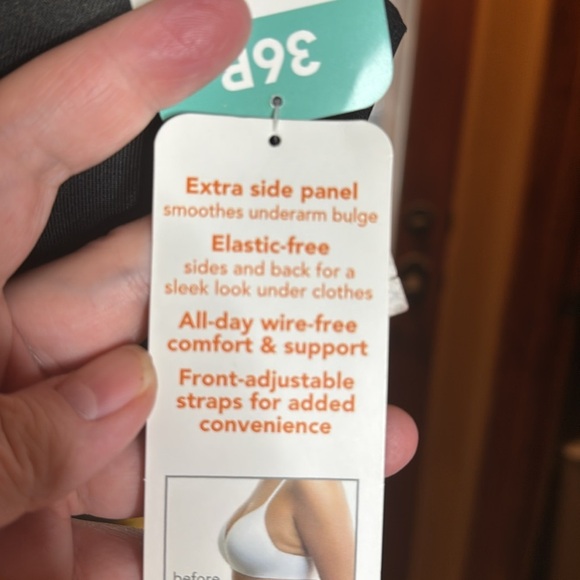 36B
Extra side panel
smoothes underarm bulge
Elastic-free
sides and back for a
sleek look under clothes
All-day wire-free
comfort & support
Front-adjustable
straps for added
convenience
before